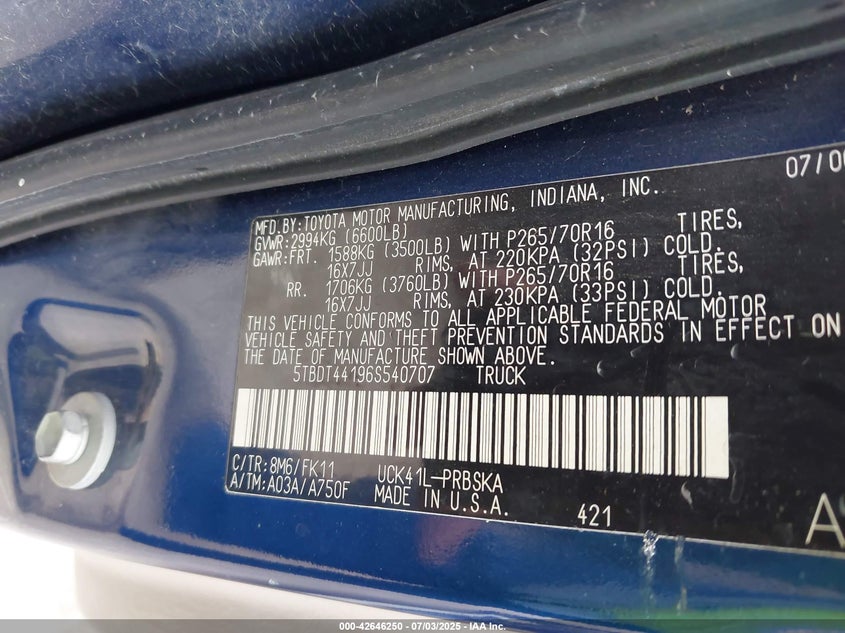 07/0
MFD.BY:TOYOTA MOTOR MANUFACTURING, INDIANA, INC.
GVWR:2994KG (6600LB)
GAWR:FRT. 1588KG (3500LB) WITH P265/70R16 TIRES,
16X7JJ RIMS, AT 220KPA (32PSI) COLD.
RR. 1706KG (3760LB) WITH P265/70R16 TIRES,
16X7JJ RIMS, AT 230KPA (33PSI) COLD.
THIS VEHICLE CONFORMS TO ALL APPLICABLE FEDERAL MOTOR
VEHICLE SAFETY AND THEFT PREVENTION STANDARDS IN EFFECT ON
THE DATE OF MANUFACTURE SHOWN ABOVE.
5TBDT44196S540707 TRUCK
C/TR:8M6/FK11 UCK41L-PRBSKA
A/TM:A03A/A750F MADE IN U.S.A.
421
A
000-42646250 - 07/03/2025 - IAA Inc.